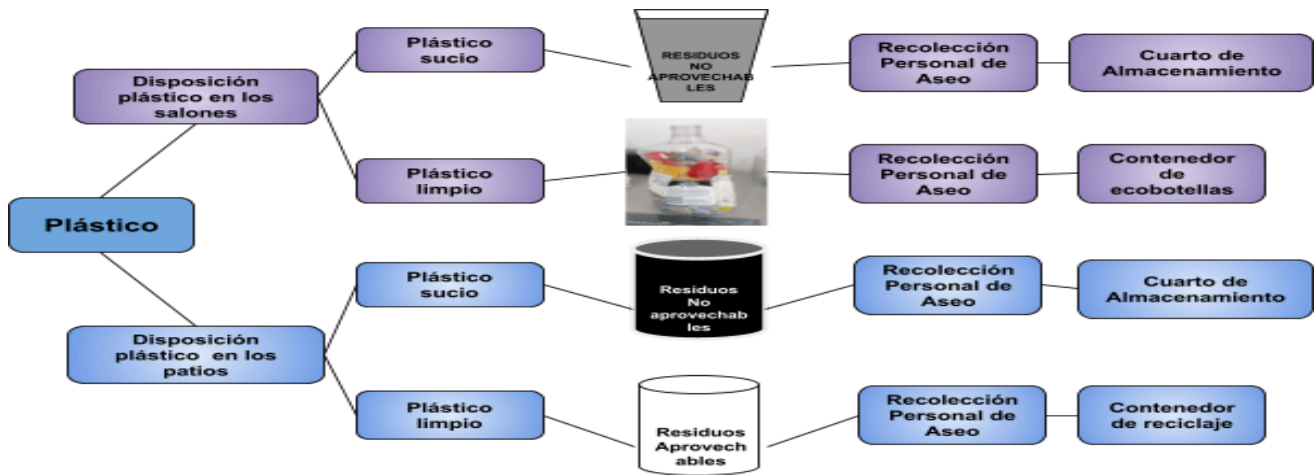 Plástico
Disposición
plástico en los
salones
Plástico
sucio
RESIDUOS
NO
APROVECHAB
LES
Recolección
Personal de
Aseo
Cuarto de
Almacenamiento
Plástico
limpio
Recolección
Personal de
Aseo
Contenedor
de
ecobotellas
Disposición
plástico en los
patios
Plástico
sucio
Residuos
No
aprovechab
les
Recolección
Personal de
Aseo
Cuarto de
Almacenamiento
Plástico
limpio
Residuos
Aprovech
ables
Recolección
Personal de
Aseo
Contenedor
de reciclaje